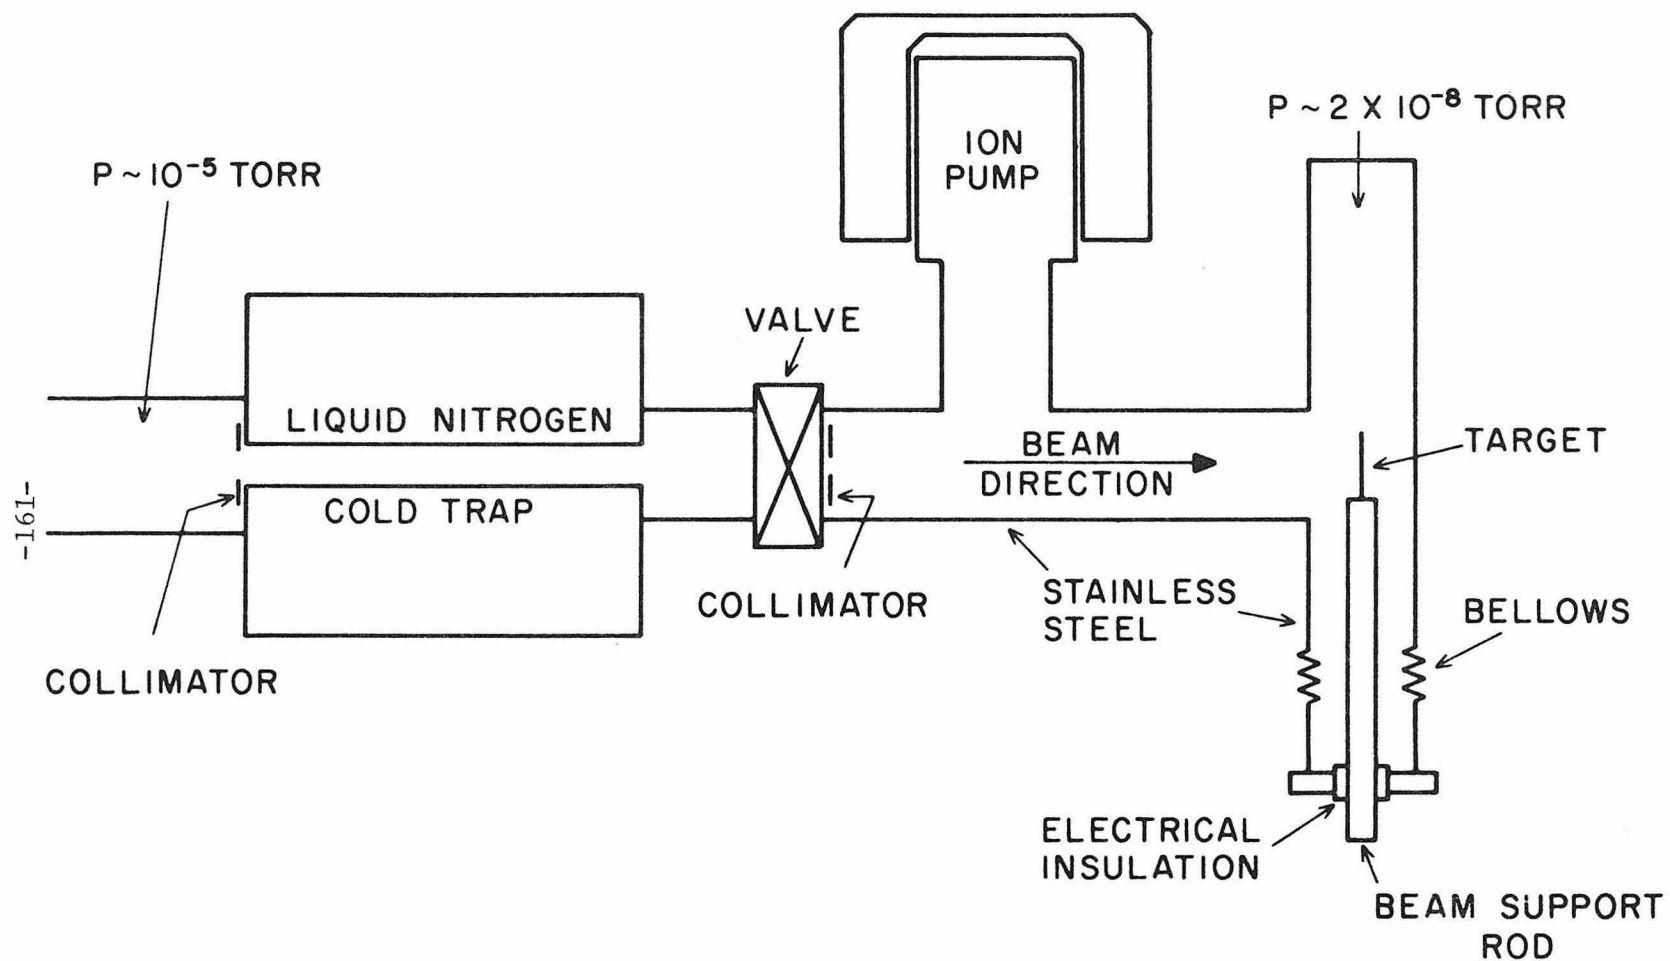 P ~ 2 X 10⁻⁸ TORR
ION
PUMP
P ~ 10⁻⁵ TORR
VALVE
LIQUID NITROGEN
COLD TRAP
BEAM
DIRECTION
TARGET
-161-
COLLIMATOR
COLLIMATOR
STAINLESS
STEEL
BELLOWS
ELECTRICAL
INSULATION
BEAM SUPPORT
ROD